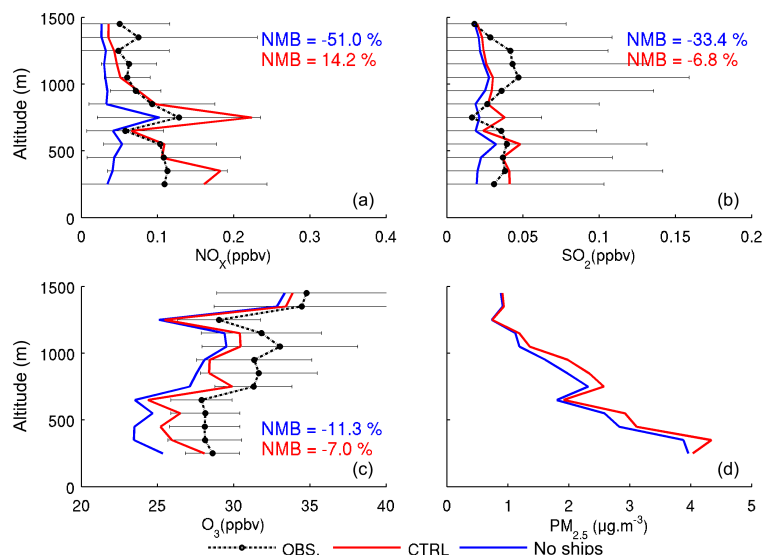 1500
1000
500
0
Altitude (m)
NMB = -51.0 %
NMB = 14.2 %
(a)
0 0.1 0.2 0.3 0.4
NOX(ppbv)
NMB = -33.4 %
NMB = -6.8 %
(b)
0 0.05 0.1 0.15 0.2
SO2(ppbv)
1500
1000
500
0
Altitude (m)
NMB = -11.3 %
NMB = -7.0 %
(c)
20 25 30 35 40
O3(ppbv)
(d)
0 1 2 3 4 5
PM2.5 (µg.m-3)
OBS. CTRL No ships